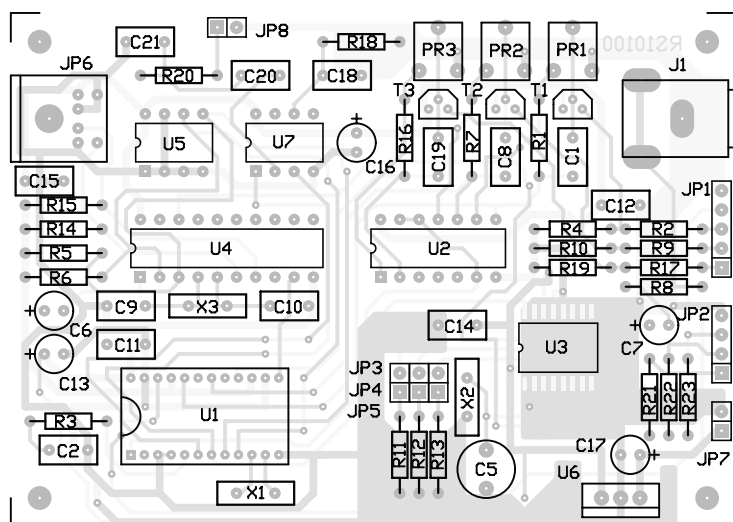 C21
JP8
R18
PR3
PR2
PR1
RS10100
JP6
R20
C20
C18
J1
T3
T2
T1
U5
U7
C16
R16
C19
R7
C8
R1
C1
C15
R15
R14
R5
R6
U4
U2
C12
JP1
R4
R2
R10
R9
R19
R17
R8
C9
X3
C10
C6
C11
C13
C14
U3
C7
JP2
JP3
JP4
JP5
X2
R21
R22
R23
U1
R3
C2
X1
R11
R12
R13
C5
C17
U6
JP7